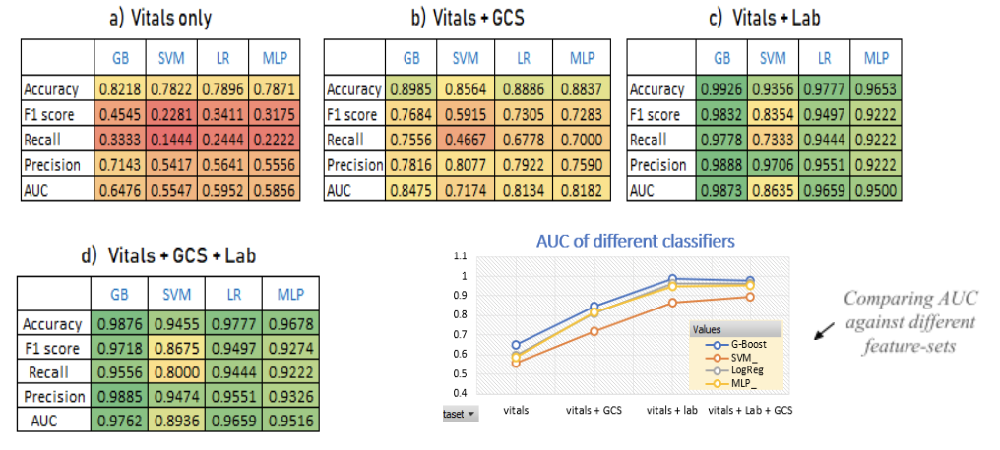 a) Vitals only
GB SVM LR MLP
Accuracy 0.8218 0.7822 0.7896 0.7871
F1 score 0.4545 0.2281 0.3411 0.3175
Recall 0.3333 0.1444 0.2444 0.2222
Precision 0.7143 0.5417 0.5641 0.5556
AUC 0.6476 0.5547 0.5952 0.5856
b) Vitals + GCS
GB SVM LR MLP
Accuracy 0.8985 0.8564 0.8886 0.8837
F1 score 0.7684 0.5915 0.7305 0.7283
Recall 0.7556 0.4667 0.6778 0.7000
Precision 0.7816 0.8077 0.7922 0.7590
AUC 0.8475 0.7174 0.8134 0.8182
c) Vitals + Lab
GB SVM LR MLP
Accuracy 0.9926 0.9356 0.9777 0.9653
F1 score 0.9832 0.8354 0.9497 0.9222
Recall 0.9778 0.7333 0.9444 0.9222
Precision 0.9888 0.9706 0.9551 0.9222
AUC 0.9873 0.8635 0.9659 0.9500
d) Vitals + GCS + Lab
GB SVM LR MLP
Accuracy 0.9876 0.9455 0.9777 0.9678
F1 score 0.9718 0.8675 0.9497 0.9274
Recall 0.9556 0.8000 0.9444 0.9222
Precision 0.9885 0.9474 0.9551 0.9326
AUC 0.9762 0.8936 0.9659 0.9516
AUC of different classifiers
1.1
1
0.9
0.8
0.7
0.6
0.5
0.4
Values
G-Boost
SVM_
LogReg
MLP_
taset
vitals
vitals + GCS
vitals + lab
vitals + Lab + GCS
Comparing AUC
against different
feature-sets